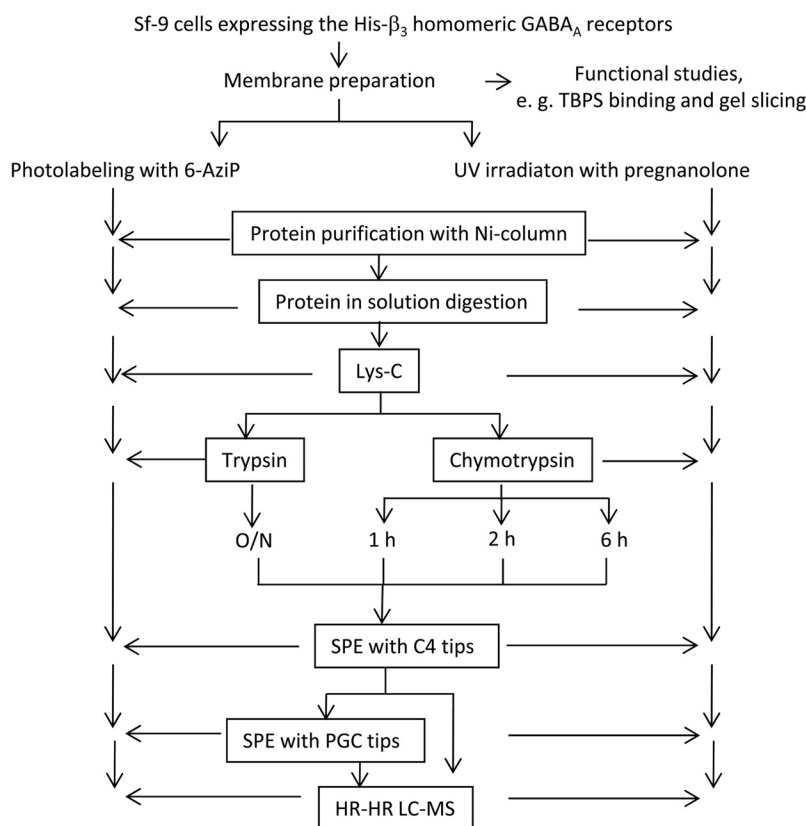 Sf-9 cells expressing the His-β₃ homomeric GABA_A receptors
Membrane preparation
Functional studies,
e. g. TBPS binding and gel slicing
Photolabeling with 6-AziP
UV irradiaton with pregnanolone
Protein purification with Ni-column
Protein in solution digestion
Lys-C
Trypsin
Chymotrypsin
O/N
1 h
2 h
6 h
SPE with C4 tips
SPE with PGC tips
HR-HR LC-MS